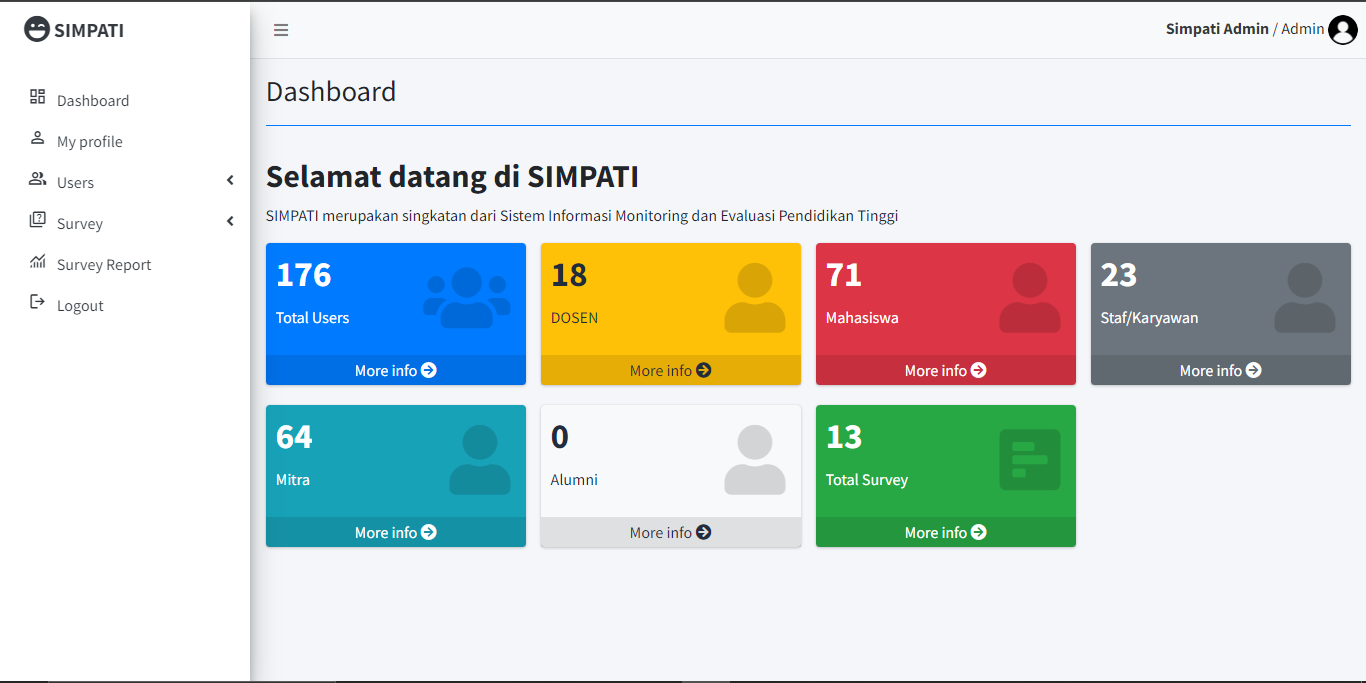 SIMPATI
Simpati Admin / Admin
Dashboard
My profile
Users
Survey
Survey Report
Logout
Dashboard
Selamat datang di SIMPATI
SIMPATI merupakan singkatan dari Sistem Informasi Monitoring dan Evaluasi Pendidikan Tinggi
176
Total Users
More info
18
DOSEN
More info
71
Mahasiswa
More info
23
Staf/Karyawan
More info
64
Mitra
More info
0
Alumni
More info
13
Total Survey
More info